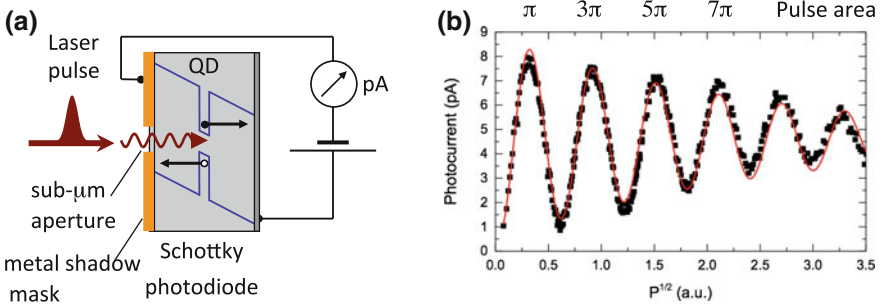 (a)
Laser
pulse
QD
pA
sub-μm
aperture
metal shadow
mask
Schottky
photodiode
(b)
π 3π 5π 7π Pulse area
Photocurrent (pA)
9
8
7
6
5
4
3
2
1
0
0.0 0.5 1.0 1.5 2.0 2.5 3.0 3.5
P^1/2 (a.u.)